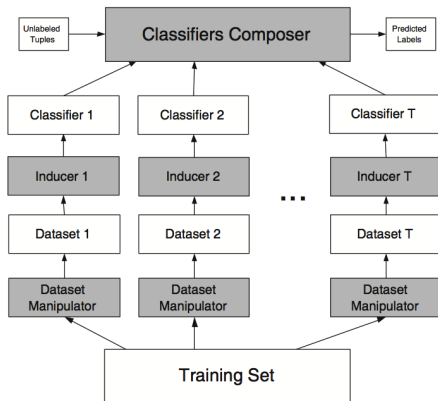 Unlabeled
Tuples
Classifiers Composer
Predicted
Labels
Classifier 1
Classifier 2
Classifier T
Inducer 1
Inducer 2
...
Inducer T
Dataset 1
Dataset 2
Dataset T
Dataset
Manipulator
Dataset
Manipulator
Dataset
Manipulator
Training Set